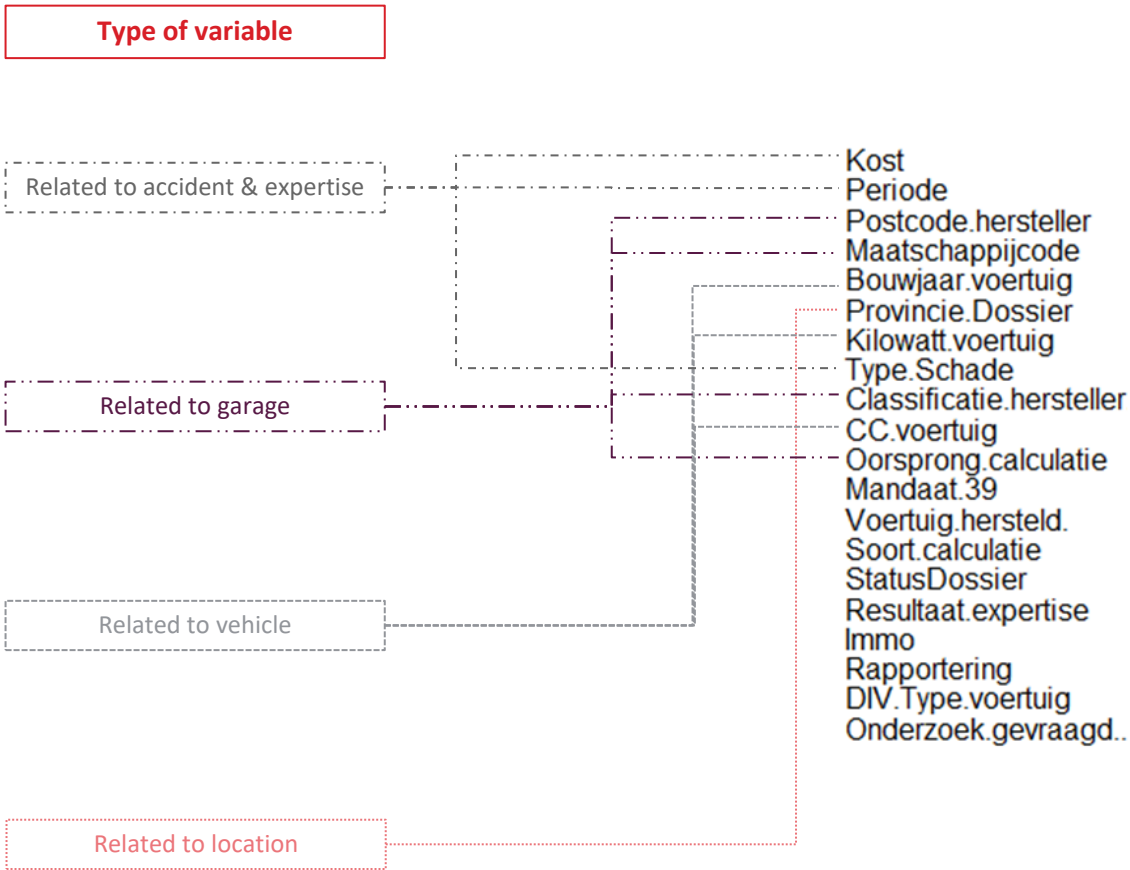 Type of variable
Related to accident & expertise
Related to garage
Related to vehicle
Related to location
Kost
Periode
Postcode.hersteller
Maatschappijcode
Bouwjaar.voertuig
Provincie.Dossier
Kilowatt.voertuig
Type.Schade
Classificatie.hersteller
CC.voertuig
Oorsprong.calculatie
Mandaat.39
Voertuig.hersteld.
Soort.calculatie
StatusDossier
Resultaat.expertise
Immo
Rapportering
DIV.Type.voertuig
Onderzoek.gevraagd..